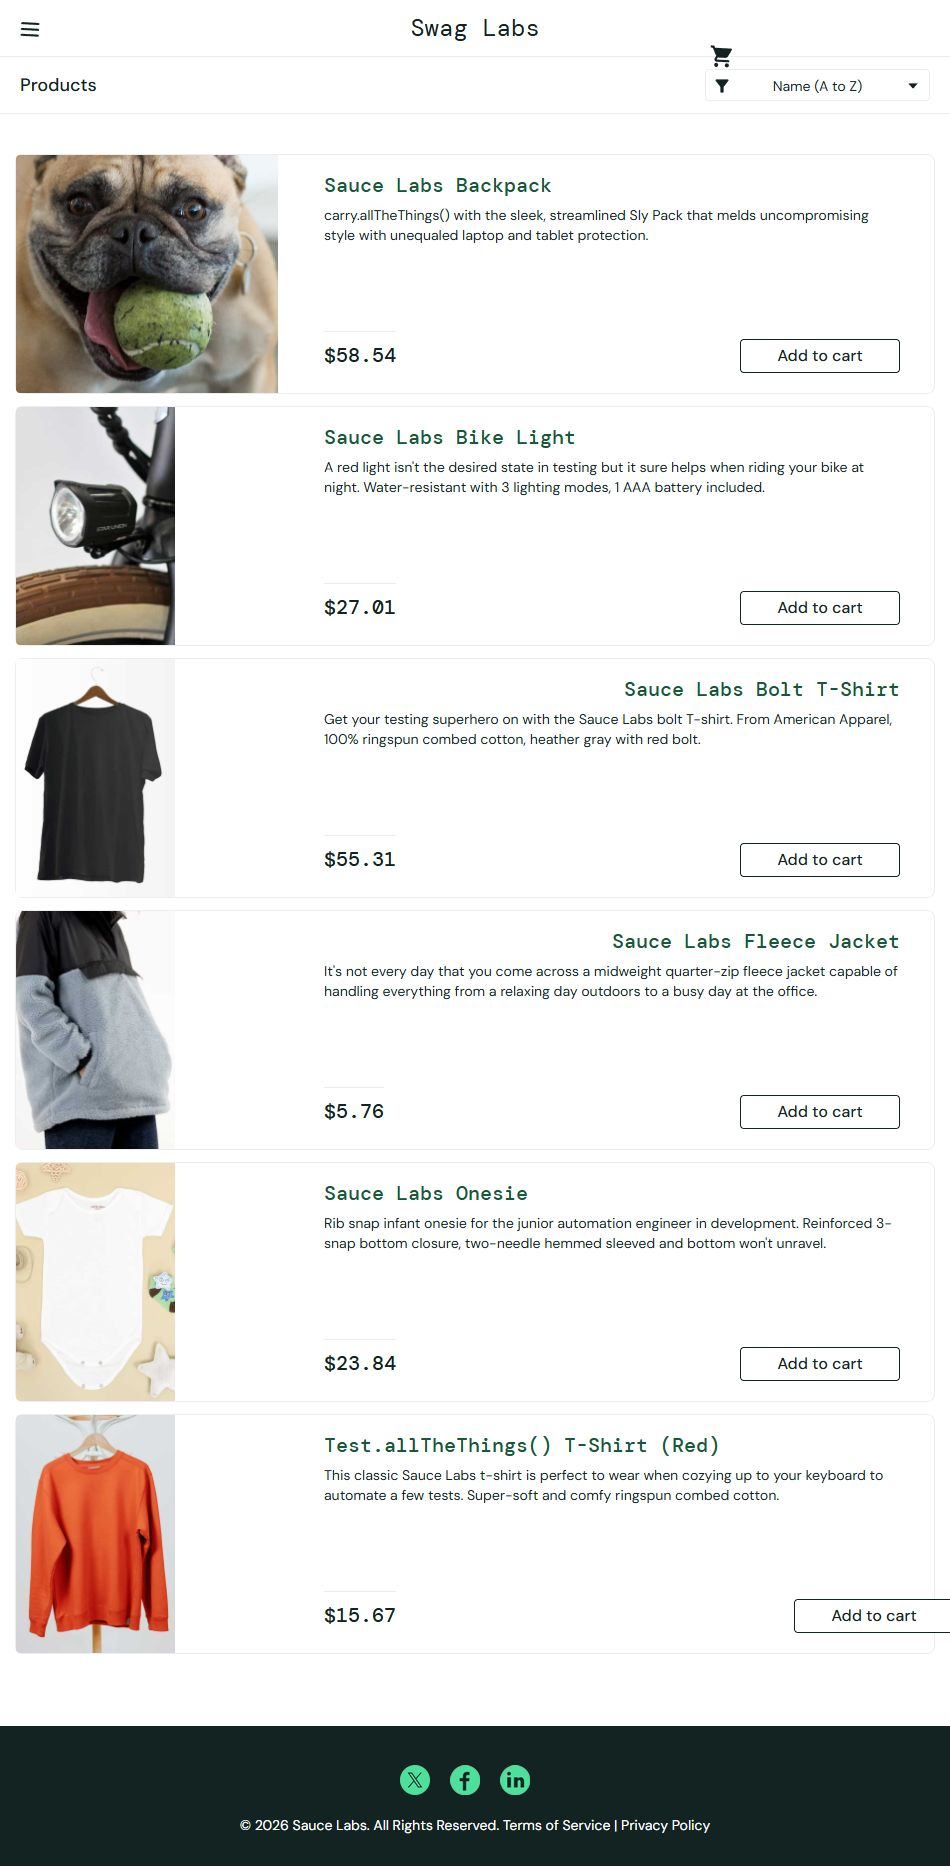 Swag Labs
Products
Name (A to Z)
Sauce Labs Backpack
carry.allTheThings() with the sleek, streamlined Sly Pack that melds uncompromising
style with unequaled laptop and tablet protection.
$58.54
Add to cart
Sauce Labs Bike Light
A red light isn't the desired state in testing but it sure helps when riding your bike at
night. Water-resistant with 3 lighting modes, 1 AAA battery included.
$27.01
Add to cart
Sauce Labs Bolt T-Shirt
Get your testing superhero on with the Sauce Labs bolt T-shirt. From American Apparel,
100% ringspun combed cotton, heather gray with red bolt.
$55.31
Add to cart
Sauce Labs Fleece Jacket
It's not every day that you come across a midweight quarter-zip fleece jacket capable of
handling everything from a relaxing day outdoors to a busy day at the office.
$5.76
Add to cart
Sauce Labs Onesie
Rib snap infant onesie for the junior automation engineer in development. Reinforced 3-
snap bottom closure, two-needle hemmed sleeved and bottom won't unravel.
$23.84
Add to cart
Test.allTheThings() T-Shirt (Red)
This classic Sauce Labs t-shirt is perfect to wear when cozying up to your keyboard to
automate a few tests. Super-soft and comfy ringspun combed cotton.
$15.67
Add to cart
© 2026 Sauce Labs. All Rights Reserved. Terms of Service | Privacy Policy